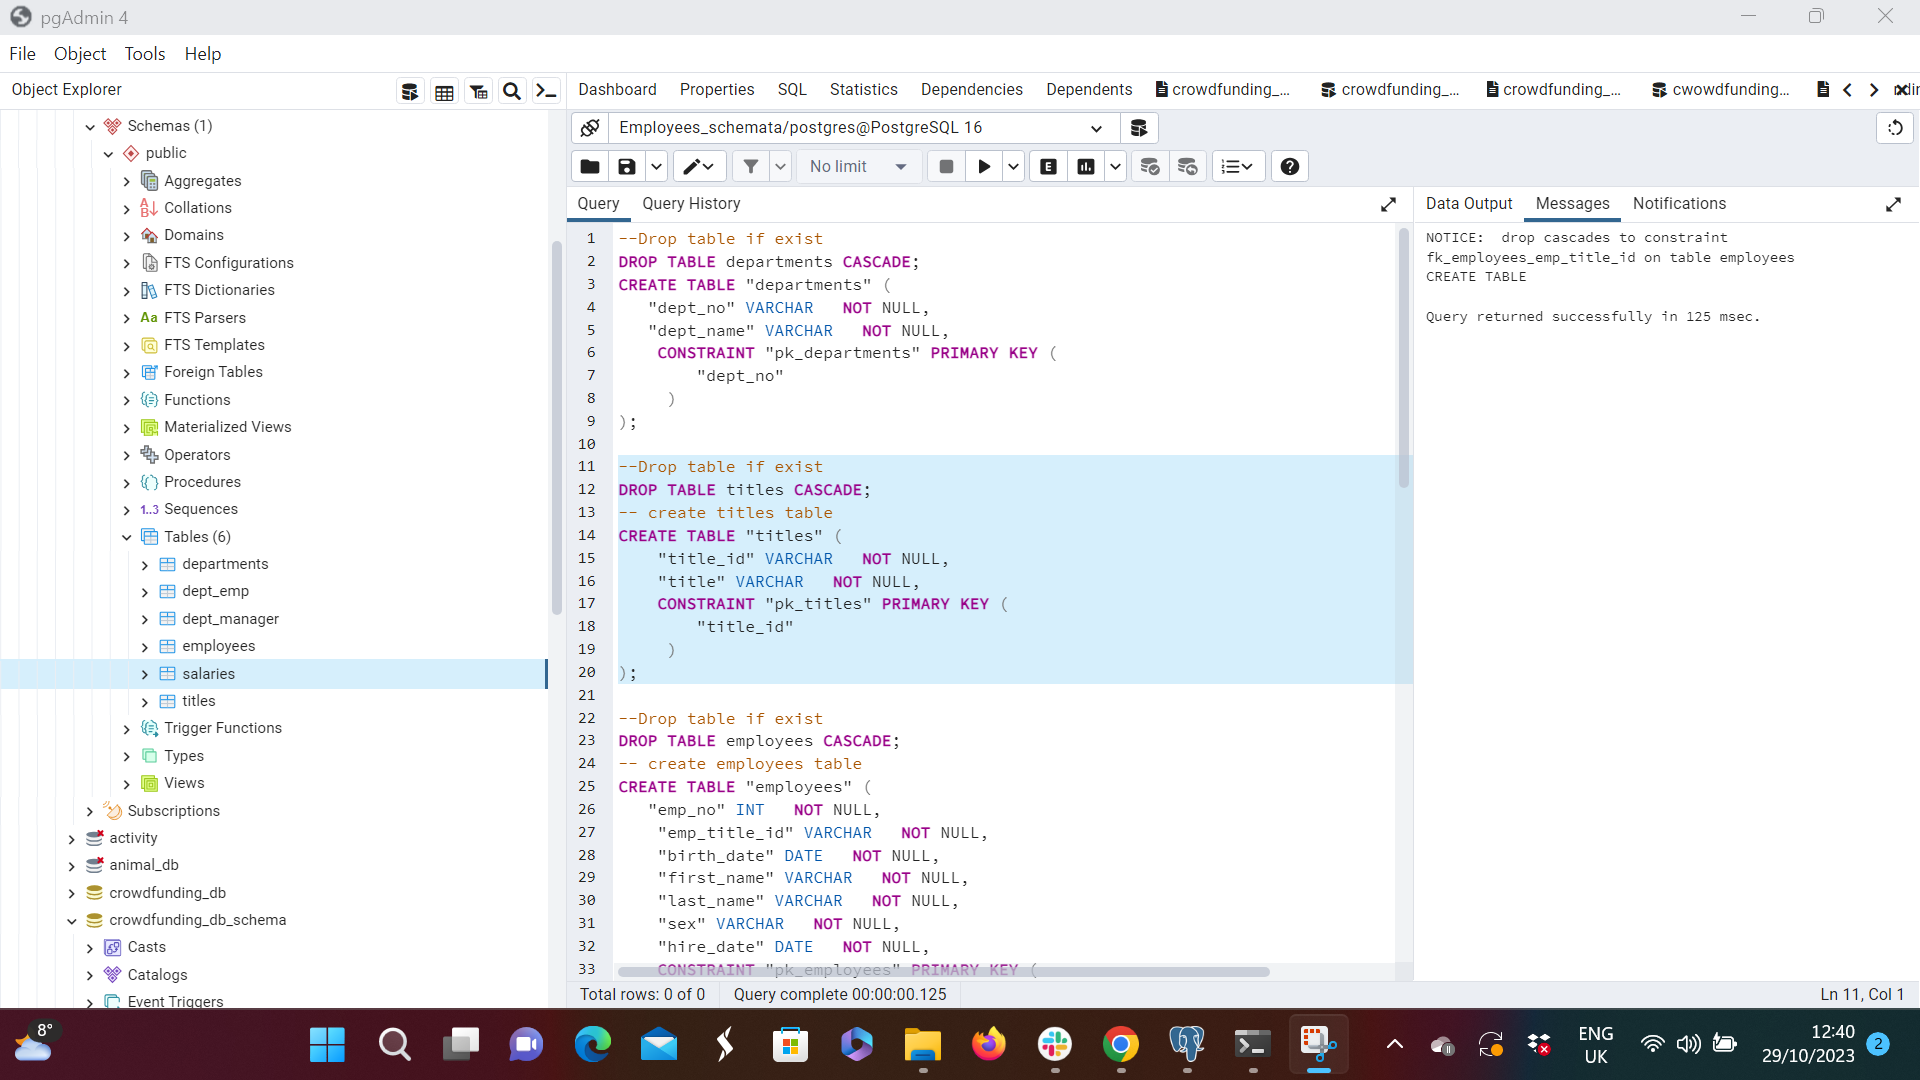 pgAdmin 4
File Object Tools Help
Object Explorer
Dashboard Properties SQL Statistics Dependencies Dependents crowdfunding_... crowdfunding_... crowdfunding_... cwowdfunding...
Employees_schemata/postgres@PostgreSQL 16
No limit
E
Query Query History
Data Output Messages Notifications
Schemas (1)
public
Aggregates
Collations
Domains
FTS Configurations
FTS Dictionaries
Aa FTS Parsers
FTS Templates
Foreign Tables
Functions
Materialized Views
Operators
Procedures
1..3 Sequences
Tables (6)
departments
dept_emp
dept_manager
employees
salaries
titles
Trigger Functions
Types
Views
Subscriptions
activity
animal_db
crowdfunding_db
crowdfunding_db_schema
Casts
Catalogs
Event Triggers
1 --Drop table if exist
2 DROP TABLE departments CASCADE;
3 CREATE TABLE "departments" (
4 "dept_no" VARCHAR NOT NULL,
5 "dept_name" VARCHAR NOT NULL,
6 CONSTRAINT "pk_departments" PRIMARY KEY (
7 "dept_no"
8 )
9 );
10
11 --Drop table if exist
12 DROP TABLE titles CASCADE;
13 -- create titles table
14 CREATE TABLE "titles" (
15 "title_id" VARCHAR NOT NULL,
16 "title" VARCHAR NOT NULL,
17 CONSTRAINT "pk_titles" PRIMARY KEY (
18 "title_id"
19 )
20 );
21
22 --Drop table if exist
23 DROP TABLE employees CASCADE;
24 -- create employees table
25 CREATE TABLE "employees" (
26 "emp_no" INT NOT NULL,
27 "emp_title_id" VARCHAR NOT NULL,
28 "birth_date" DATE NOT NULL,
29 "first_name" VARCHAR NOT NULL,
30 "last_name" VARCHAR NOT NULL,
31 "sex" VARCHAR NOT NULL,
32 "hire_date" DATE NOT NULL,
33 CONSTRAINT "pk_employees" PRIMARY KEY (
NOTICE: drop cascades to constraint
fk_employees_emp_title_id on table employees
CREATE TABLE
Query returned successfully in 125 msec.
Total rows: 0 of 0 Query complete 00:00:00.125
Ln 11, Col 1
8°
ENG
UK
12:40
29/10/2023
2